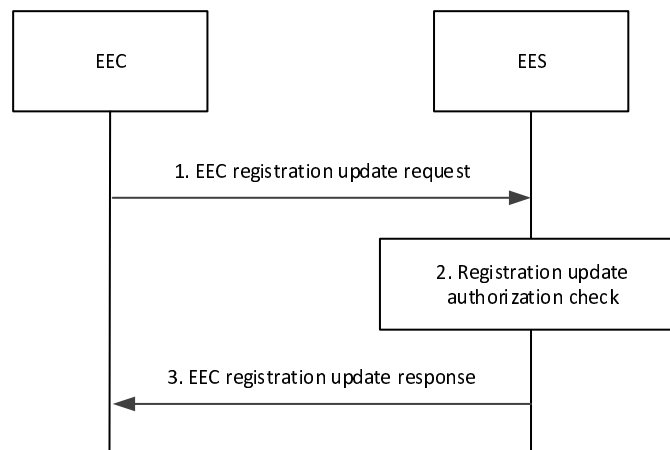 EEC
EES
1. EEC registration update request
2. Registration update
authorization check
3. EEC registration update response